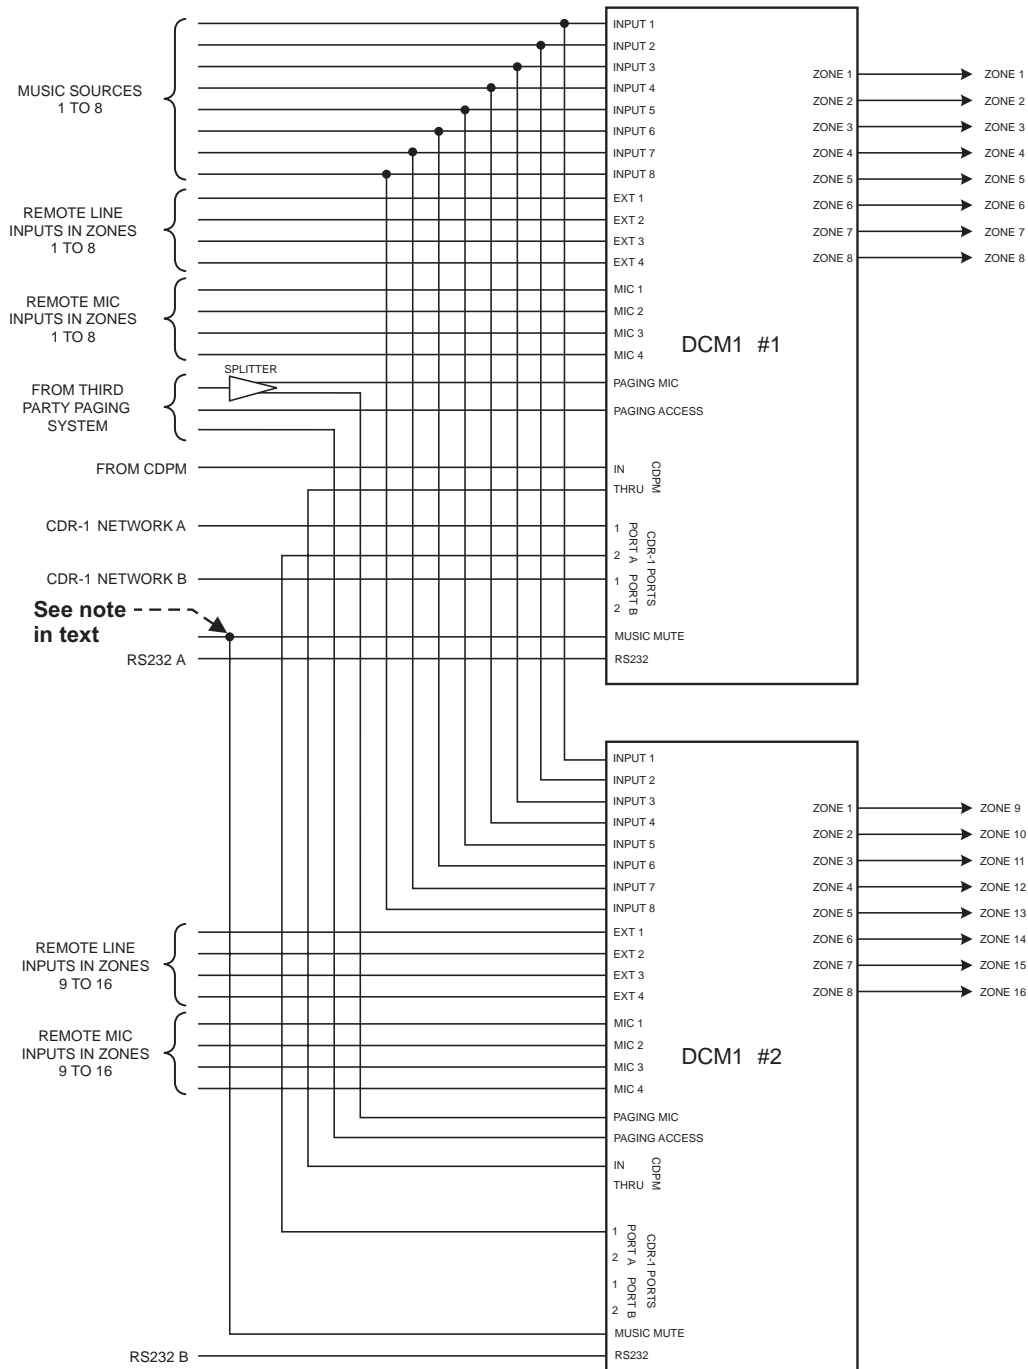 MUSIC SOURCES
1 TO 8
REMOTE LINE
INPUTS IN ZONES
1 TO 8
REMOTE MIC
INPUTS IN ZONES
1 TO 8
SPLITTER
FROM THIRD
PARTY PAGING
SYSTEM
FROM CDPM
CDR-1 NETWORK A
CDR-1 NETWORK B
See note
in text
RS232 A
INPUT 1
INPUT 2
INPUT 3
INPUT 4
INPUT 5
INPUT 6
INPUT 7
INPUT 8
EXT 1
EXT 2
EXT 3
EXT 4
MIC 1
MIC 2
MIC 3
MIC 4
PAGING MIC
PAGING ACCESS
IN
THRU
CDPM
1
2
PORT A
1
2
PORT B
CDR-1 PORTS
MUSIC MUTE
RS232
DCM1 #1
ZONE 1
ZONE 2
ZONE 3
ZONE 4
ZONE 5
ZONE 6
ZONE 7
ZONE 8
ZONE 1
ZONE 2
ZONE 3
ZONE 4
ZONE 5
ZONE 6
ZONE 7
ZONE 8
REMOTE LINE
INPUTS IN ZONES
9 TO 16
REMOTE MIC
INPUTS IN ZONES
9 TO 16
RS232 B
INPUT 1
INPUT 2
INPUT 3
INPUT 4
INPUT 5
INPUT 6
INPUT 7
INPUT 8
EXT 1
EXT 2
EXT 3
EXT 4
MIC 1
MIC 2
MIC 3
MIC 4
PAGING MIC
PAGING ACCESS
IN
THRU
CDPM
1
2
PORT A
1
2
PORT B
CDR-1 PORTS
MUSIC MUTE
RS232
DCM1 #2
ZONE 1
ZONE 2
ZONE 3
ZONE 4
ZONE 5
ZONE 6
ZONE 7
ZONE 8
ZONE 9
ZONE 10
ZONE 11
ZONE 12
ZONE 13
ZONE 14
ZONE 15
ZONE 16